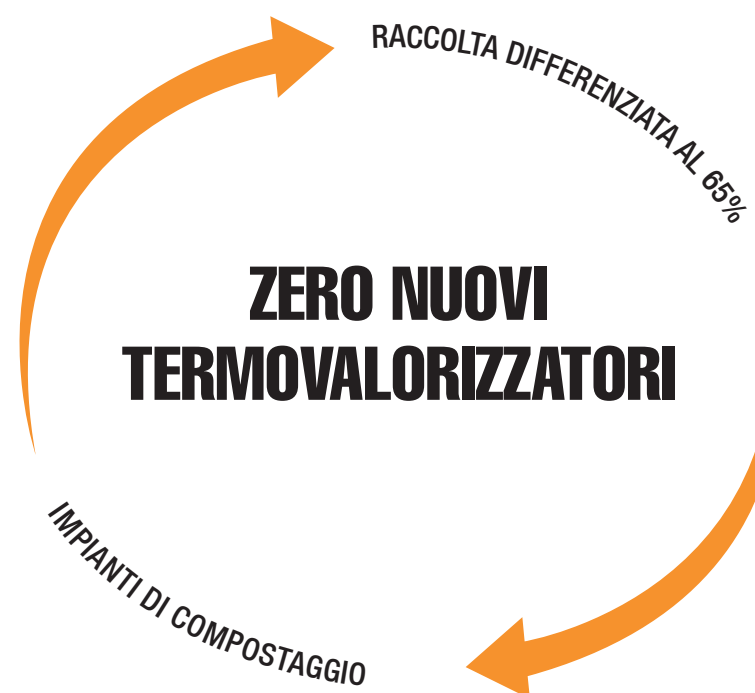 RACCOLTA DIFFERENZIATA AL 65%
ZERO NUOVI
TERMOVALORIZZATORI
IMPIANTI DI COMPOSTAGGIO